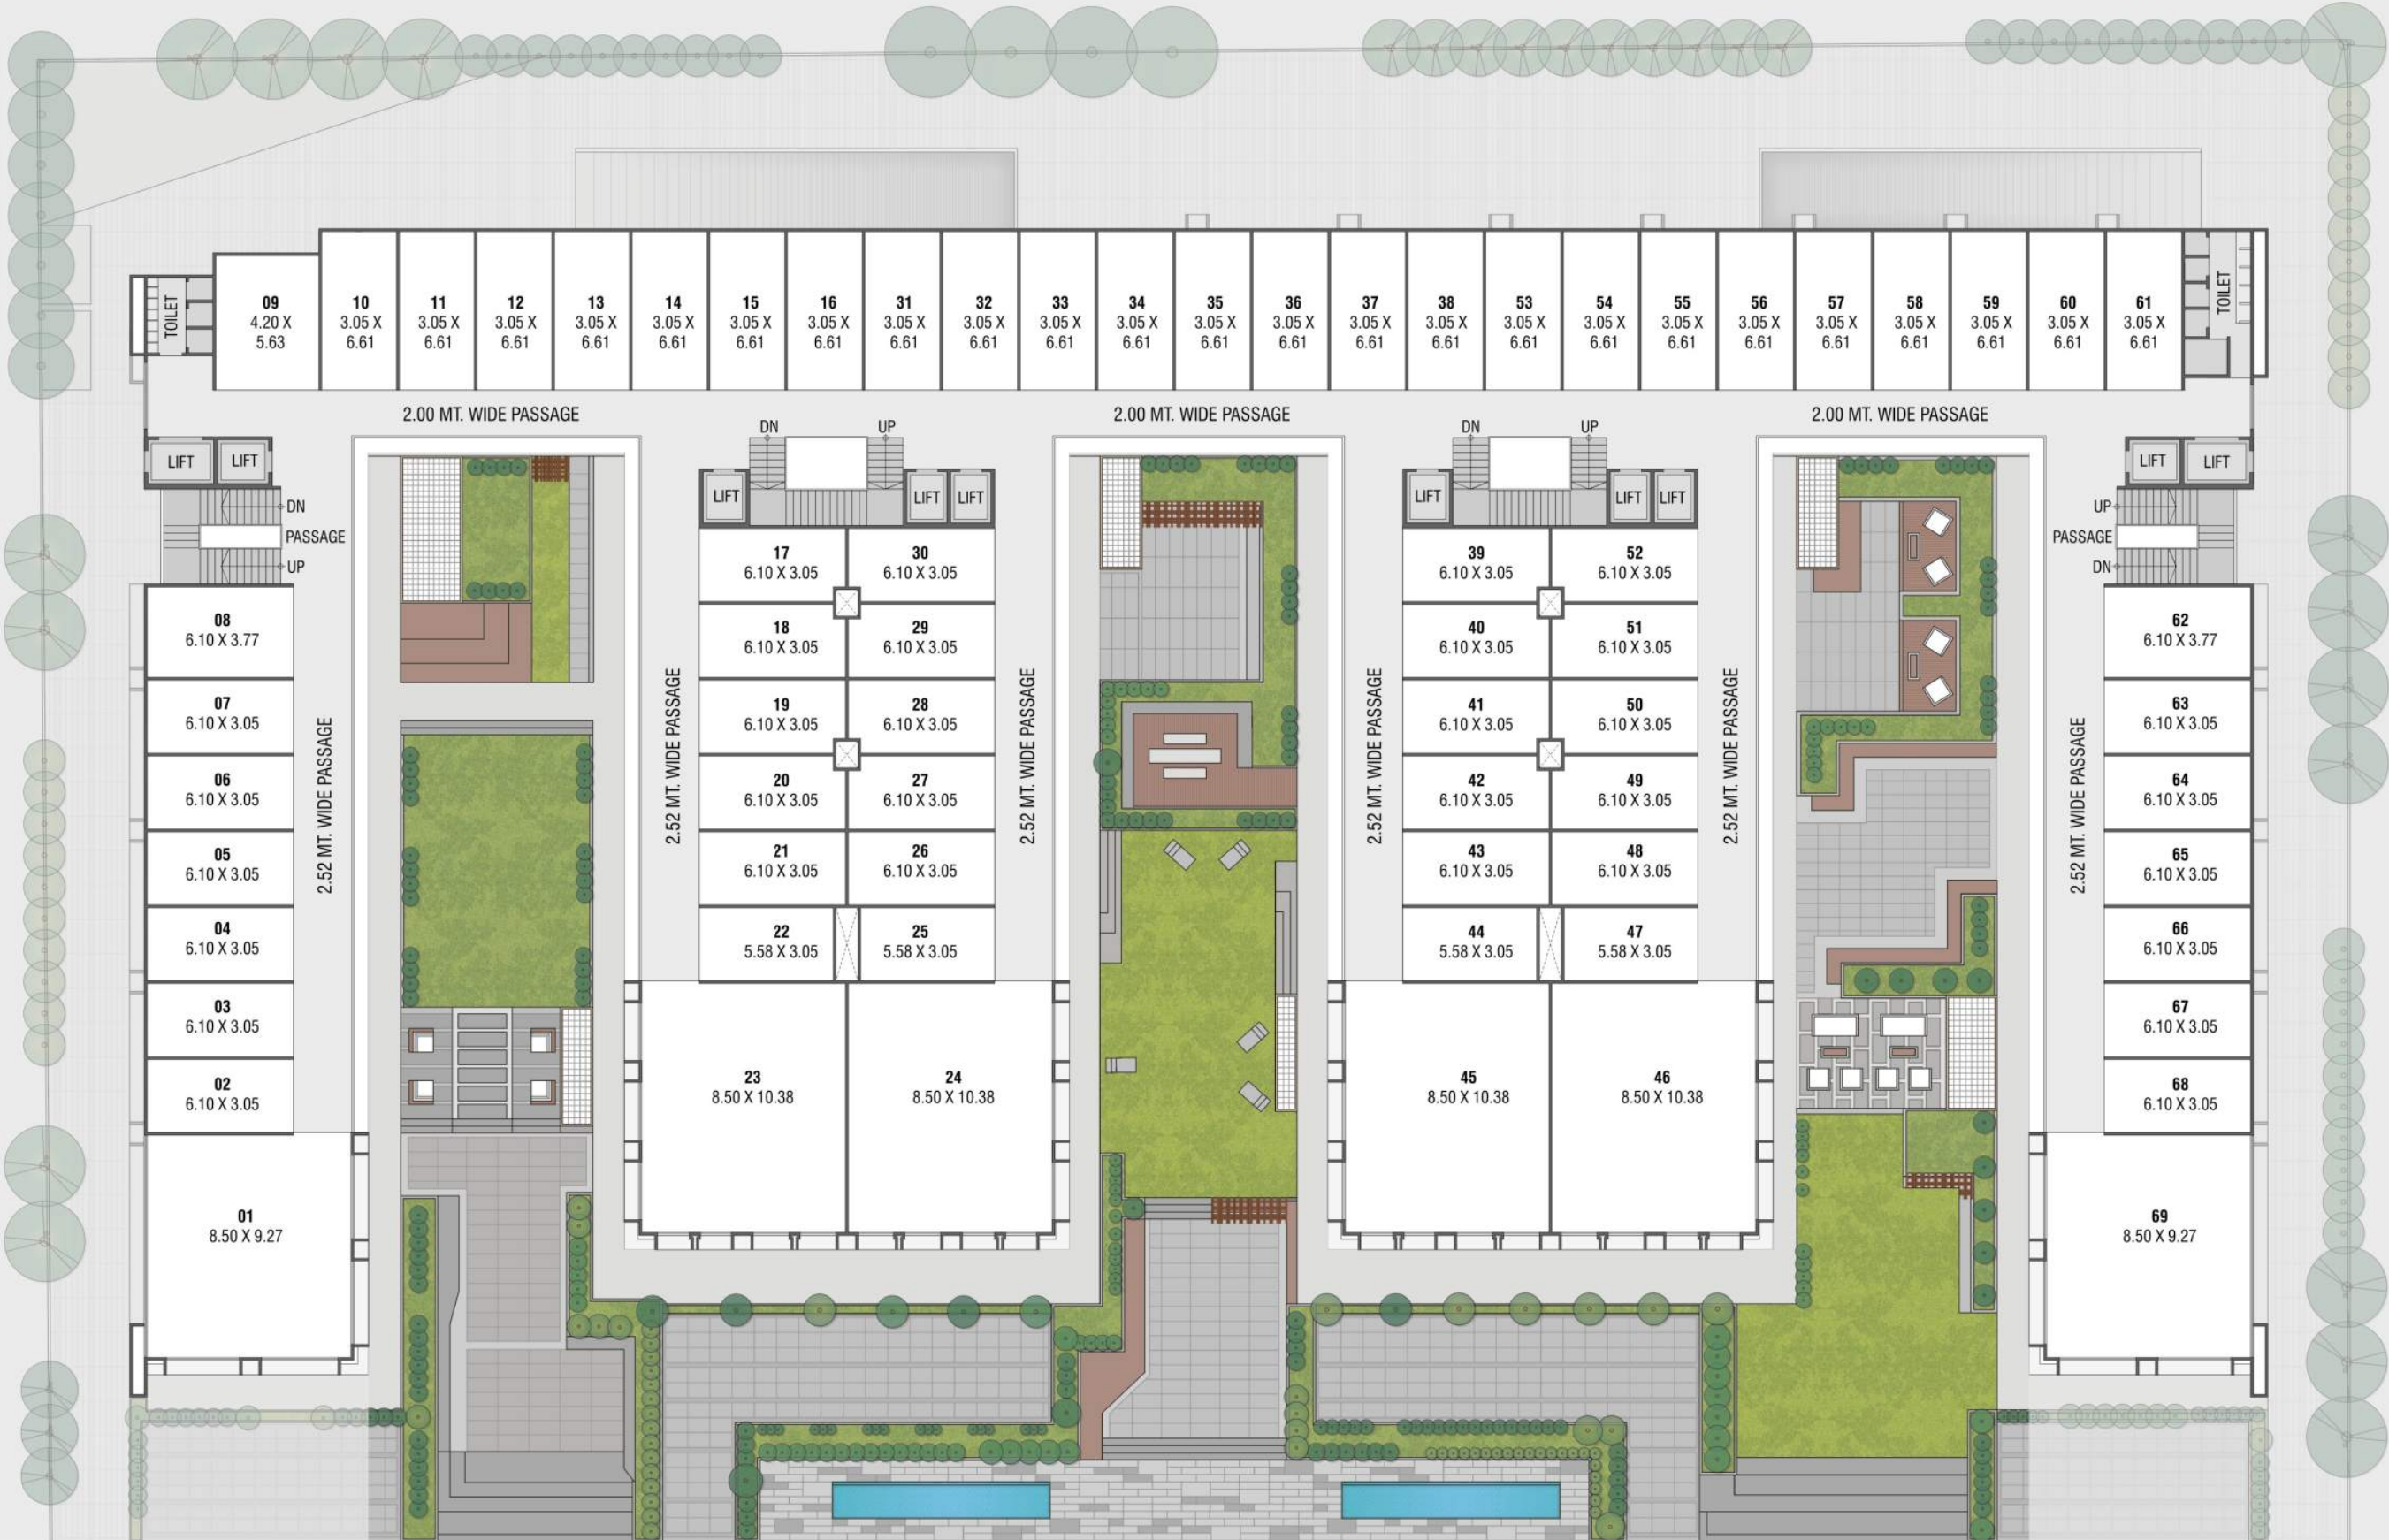 TOILET
09
4.20 X
5.63
10
3.05 X
6.61
11
3.05 X
6.61
12
3.05 X
6.61
13
3.05 X
6.61
14
3.05 X
6.61
15
3.05 X
6.61
16
3.05 X
6.61
31
3.05 X
6.61
32
3.05 X
6.61
33
3.05 X
6.61
34
3.05 X
6.61
35
3.05 X
6.61
36
3.05 X
6.61
37
3.05 X
6.61
38
3.05 X
6.61
53
3.05 X
6.61
54
3.05 X
6.61
55
3.05 X
6.61
56
3.05 X
6.61
57
3.05 X
6.61
58
3.05 X
6.61
59
3.05 X
6.61
60
3.05 X
6.61
61
3.05 X
6.61
TOILET
2.00 MT. WIDE PASSAGE
2.00 MT. WIDE PASSAGE
2.00 MT. WIDE PASSAGE
LIFT
LIFT
DN
PASSAGE
UP
08
6.10 X 3.77
07
6.10 X 3.05
06
6.10 X 3.05
05
6.10 X 3.05
04
6.10 X 3.05
03
6.10 X 3.05
02
6.10 X 3.05
01
8.50 X 9.27
2.52 MT. WIDE PASSAGE
2.52 MT. WIDE PASSAGE
DN
UP
LIFT
LIFT
LIFT
17
6.10 X 3.05
30
6.10 X 3.05
18
6.10 X 3.05
29
6.10 X 3.05
19
6.10 X 3.05
28
6.10 X 3.05
20
6.10 X 3.05
27
6.10 X 3.05
21
6.10 X 3.05
26
6.10 X 3.05
22
5.58 X 3.05
25
5.58 X 3.05
23
8.50 X 10.38
24
8.50 X 10.38
2.52 MT. WIDE PASSAGE
2.52 MT. WIDE PASSAGE
DN
UP
LIFT
LIFT
LIFT
39
6.10 X 3.05
52
6.10 X 3.05
40
6.10 X 3.05
51
6.10 X 3.05
41
6.10 X 3.05
50
6.10 X 3.05
42
6.10 X 3.05
49
6.10 X 3.05
43
6.10 X 3.05
48
6.10 X 3.05
44
5.58 X 3.05
47
5.58 X 3.05
45
8.50 X 10.38
46
8.50 X 10.38
2.52 MT. WIDE PASSAGE
2.52 MT. WIDE PASSAGE
LIFT
LIFT
UP
PASSAGE
DN
62
6.10 X 3.77
63
6.10 X 3.05
64
6.10 X 3.05
65
6.10 X 3.05
66
6.10 X 3.05
67
6.10 X 3.05
68
6.10 X 3.05
69
8.50 X 9.27